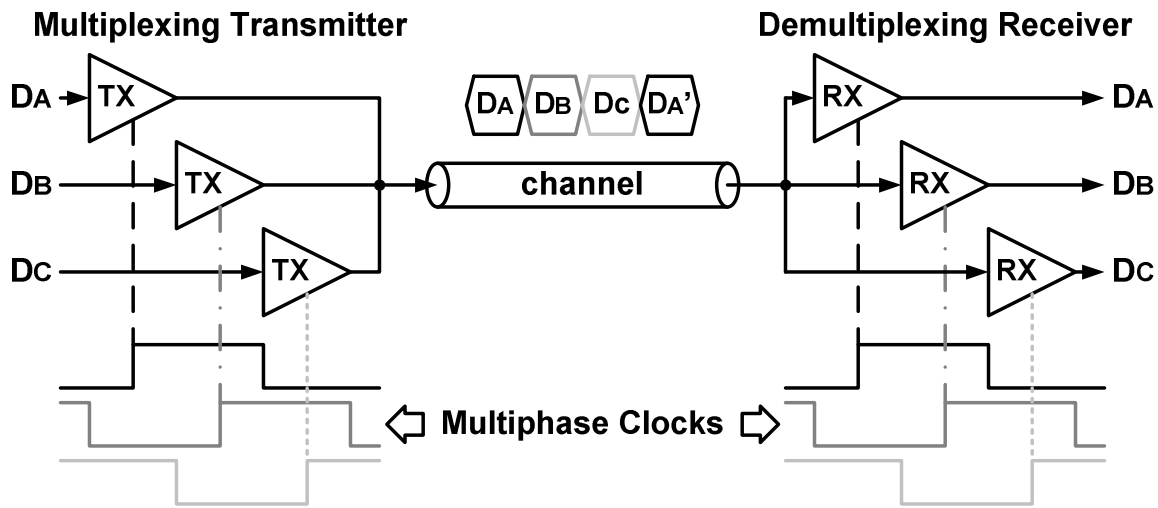 Multiplexing Transmitter
Demultiplexing Receiver
DA TX
DA DB DC DA'
RX DA
DB TX
channel
RX DB
DC TX
RX DC
Multiphase Clocks